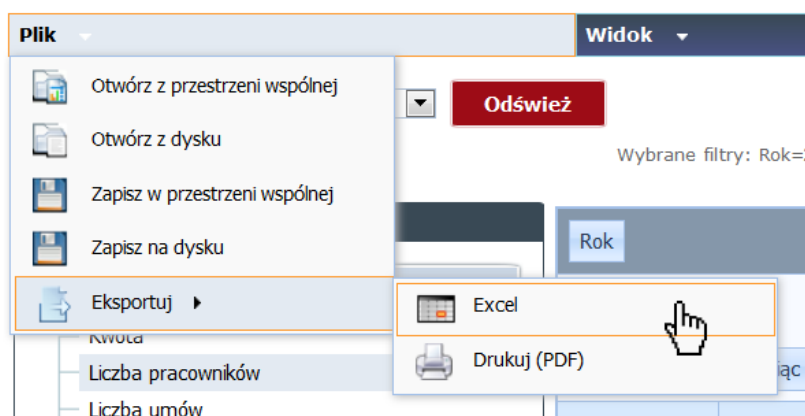 Plik
Widok
Otwórz z przestrzeni wspólnej
Odśwież
Otwórz z dysku
Wybrane filtry: Rok=
Zapisz w przestrzeni wspólnej
Zapisz na dysku
Rok
Eksportuj
Excel
Kwota
Drukuj (PDF)
Liczba pracowników
Liczba umów